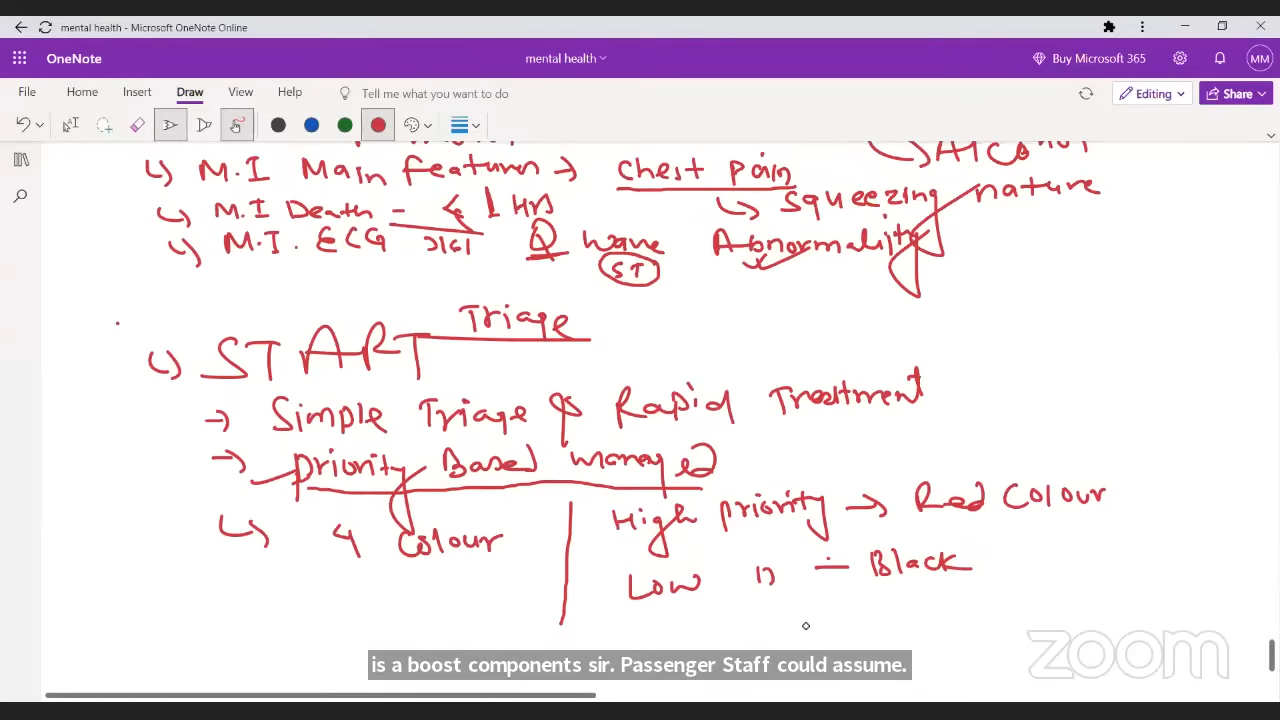 mental health - Microsoft OneNote Online
OneNote
mental health
Buy Microsoft 365
MM
File Home Insert Draw View Help Tell me what you want to do
Editing
Share
M.I Main Features → Chest pain
Squeezing nature
M.I Death - < 1 Hrs
M.I. ECG Q wave Abnormality
ST
START Triage
→ Simple Triage & Rapid Treatment
→ Priority Based managed
4 Colour
High priority → Red Colour
Low - Black
zoom
is a boost components sir. Passenger Staff could assume.